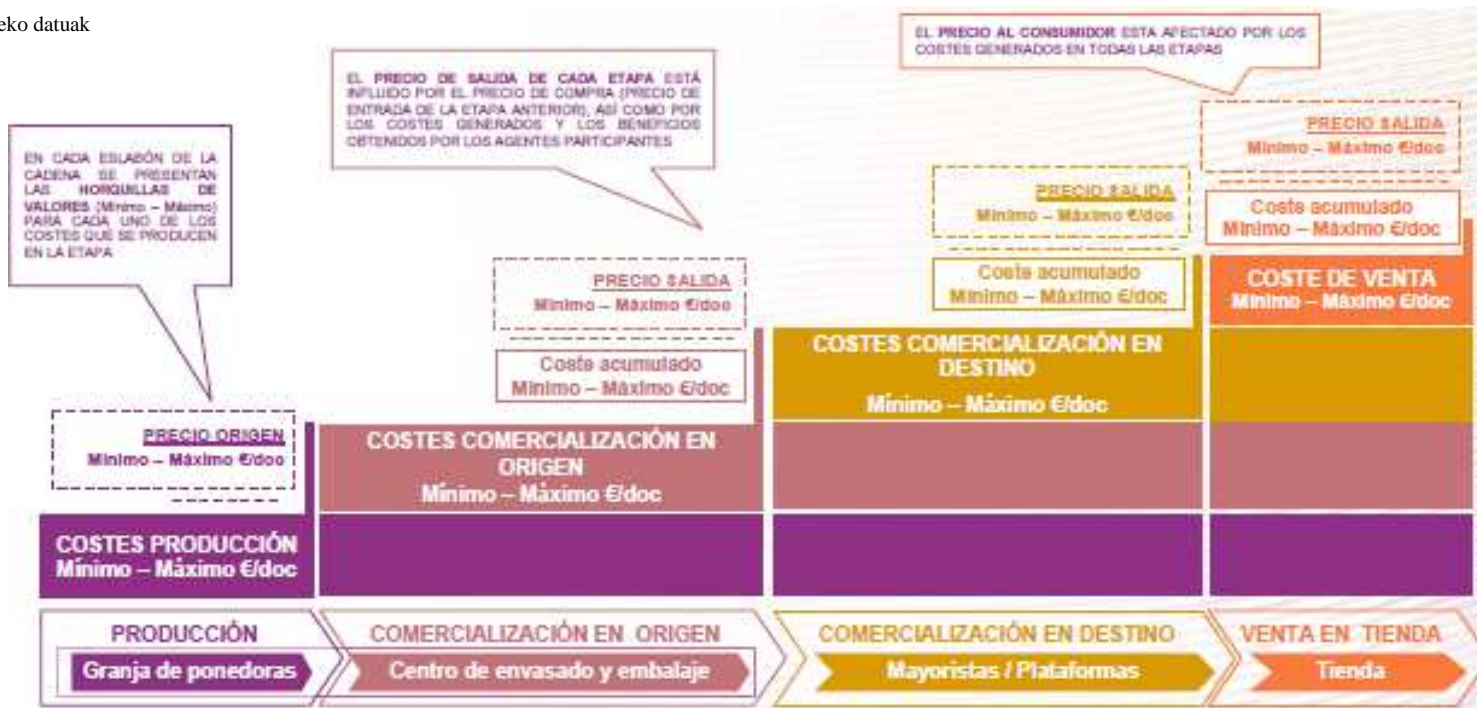 eko datuak
EL PRECIO AL CONSUMIDOR ESTA AFECTADO POR LOS
COSTES GENERADOS EN TODAS LAS ETAPAS
EL PRECIO DE SALIDA DE CADA ETAPA ESTÁ
INFLUIDO POR EL PRECIO DE COMPRA (PRECIO DE
ENTRADA DE LA ETAPA ANTERIOR), ASÍ COMO POR
LOS COSTES GENERADOS Y LOS BENEFICIOS
OBTENIDOS POR LOS AGENTES PARTICIPANTES
EN CADA ESLABÓN DE LA
CADENA SE PRESENTAN
LAS HORQUILLAS DE
VALORES (Mínimo – Máximo)
PARA CADA UNO DE LOS
COSTES QUE SE PRODUCEN
EN LA ETAPA
PRECIO SALIDA
Mínimo – Máximo €/doc
Coste acumulado
Mínimo – Máximo €/doc
COSTE DE VENTA
Mínimo – Máximo €/doc
PRECIO SALIDA
Mínimo – Máximo €/doc
Coste acumulado
Mínimo – Máximo €/doc
COSTES COMERCIALIZACIÓN EN
DESTINO
Mínimo – Máximo €/doc
PRECIO SALIDA
Mínimo – Máximo €/doc
Coste acumulado
Mínimo – Máximo €/doc
COSTES COMERCIALIZACIÓN EN
ORIGEN
Mínimo – Máximo €/doc
PRECIO ORIGEN
Mínimo – Máximo €/doc
COSTES PRODUCCIÓN
Mínimo – Máximo €/doc
PRODUCCIÓN
Granja de ponedoras
COMERCIALIZACIÓN EN ORIGEN
Centro de envasado y embalaje
COMERCIALIZACIÓN EN DESTINO
Mayoristas / Plataformas
VENTA EN TIENDA
Tienda